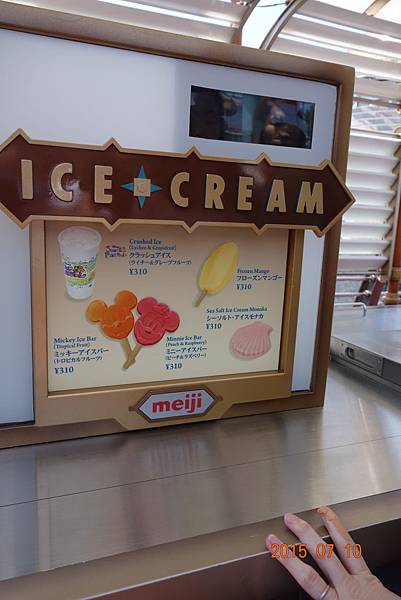 ICE CREAM
Crushed Ice
(Lychee & Grapefruit)
クラッシュアイス
(ライチー&グレープフルーツ)
¥310
Frozen Mango
フローズンマンゴー
¥310
Mickey Ice Bar
(Tropical Fruit)
ミッキーアイスバー
(トロピカルフルーツ)
¥310
Minnie Ice Bar
(Peach & Raspberry)
ミニーアイスバー
(ピーチ&ラズベリー)
¥310
Sea Salt Ice Cream Monaka
シーソルト・アイスモナカ
¥310
meiji
2015 07 10